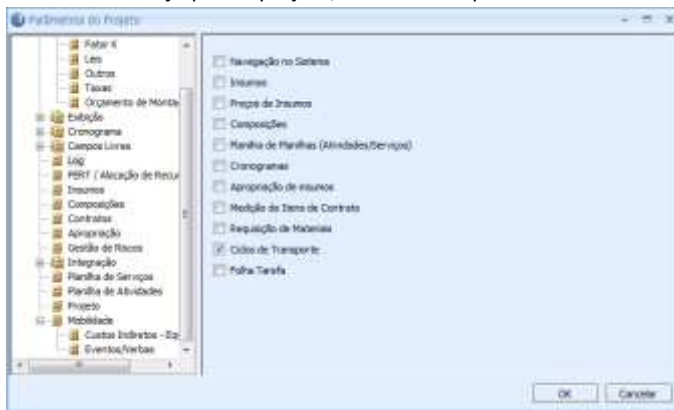 Parâmetros do Projeto
Fator K
Leis
Outros
Taxas
Orçamento de Monta
Exibição
Cronograma
Campos Livres
Log
PERT / Alocação de Recur
Insumos
Composições
Contratos
Apropriação
Gestão de Riscos
Integração
Planilha de Serviços
Planilha de Atividades
Projeto
Mobilidade
Custos Indiretos - Eq
Eventos/Verbas
Navegação no Sistema
Insumos
Preços de Insumos
Composições
Planilha de Planilhas (Atividades/Serviços)
Cronogramas
Apropriação de insumos
Medição de Itens de Contrato
Requisição de Materiais
Ciclos de Transporte
Folha Tarefa
OK
Cancelar